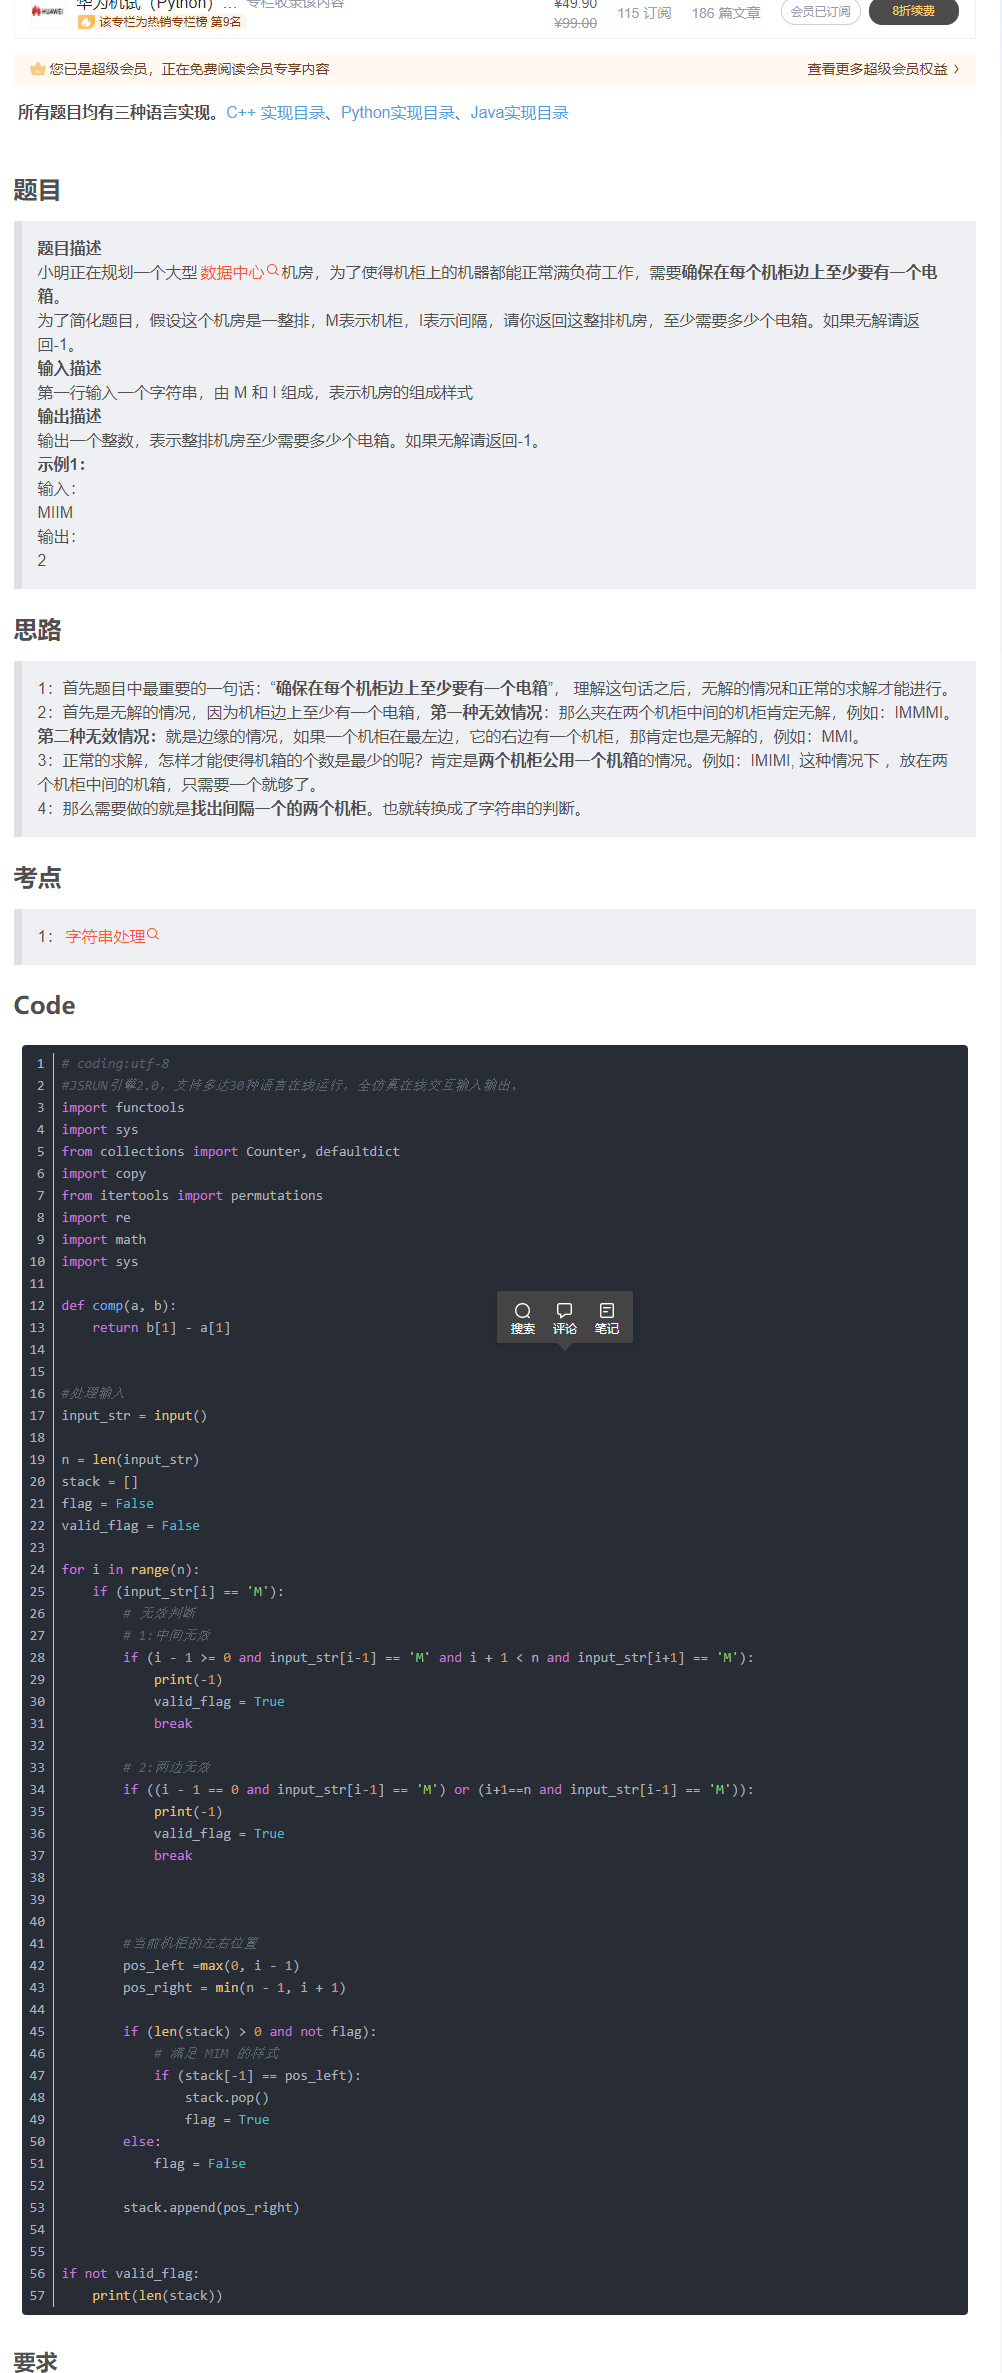 华为机试（Python）... 专栏收录该内容
HUAWEI
该专栏为热销专栏榜 第9名
¥49.90
¥99.00
115 订阅
186 篇文章
会员已订阅
8折续费
您已是超级会员，正在免费阅读会员专享内容
查看更多超级会员权益 >
所有题目均有三种语言实现。C++ 实现目录、Python实现目录、Java实现目录
题目
题目描述
小明正在规划一个大型数据中心机房，为了使得机柜上的机器都能正常满负荷工作，需要确保在每个机柜边上至少要有一个电
箱。
为了简化题目，假设这个机房是一整排，M表示机柜，I表示间隔，请你返回这整排机房，至少需要多少个电箱。如果无解请返
回-1。
输入描述
第一行输入一个字符串，由 M 和 I 组成，表示机房的组成样式
输出描述
输出一个整数，表示整排机房至少需要多少个电箱。如果无解请返回-1。
示例1：
输入：
MIIM
输出：
2
思路
1：首先题目中最重要的一句话：“确保在每个机柜边上至少要有一个电箱”， 理解这句话之后，无解的情况和正常的求解才能进行。
2：首先是无解的情况，因为机柜边上至少有一个电箱，第一种无效情况：那么夹在两个机柜中间的机柜肯定无解，例如：IMMMI。
第二种无效情况：就是边缘的情况，如果一个机柜在最左边，它的右边有一个机柜，那肯定也是无解的，例如：MMI。
3：正常的求解，怎样才能使得机箱的个数是最少的呢？肯定是两个机柜公用一个机箱的情况。例如：IMIMI, 这种情况下 ，放在两
个机柜中间的机箱，只需要一个就够了。
4：那么需要做的就是找出间隔一个的两个机柜。也就转换成了字符串的判断。
考点
1： 字符串处理
Code
1 # coding:utf-8
2 #JSRUN引擎2.0，支持多达30种语言在线运行，全仿真在线交互输入输出。
3 import functools
4 import sys
5 from collections import Counter, defaultdict
6 import copy
7 from itertools import permutations
8 import re
9 import math
10 import sys
11
12 def comp(a, b):
13     return b[1] - a[1]
搜索 评论 笔记
14
15
16 #处理输入
17 input_str = input()
18
19 n = len(input_str)
20 stack = []
21 flag = False
22 valid_flag = False
23
24 for i in range(n):
25     if (input_str[i] == 'M'):
26         # 无效判断
27         # 1:中间无效
28         if (i - 1 >= 0 and input_str[i-1] == 'M' and i + 1 < n and input_str[i+1] == 'M'):
29             print(-1)
30             valid_flag = True
31             break
32
33         # 2:两边无效
34         if ((i - 1 == 0 and input_str[i-1] == 'M') or (i+1==n and input_str[i-1] == 'M')):
35             print(-1)
36             valid_flag = True
37             break
38
39
40
41         #当前机柜的左右位置
42         pos_left =max(0, i - 1)
43         pos_right = min(n - 1, i + 1)
44
45         if (len(stack) > 0 and not flag):
46             # 满足 MIM 的样式
47             if (stack[-1] == pos_left):
48                 stack.pop()
49                 flag = True
50         else:
51             flag = False
52
53         stack.append(pos_right)
54
55
56 if not valid_flag:
57     print(len(stack))
要求